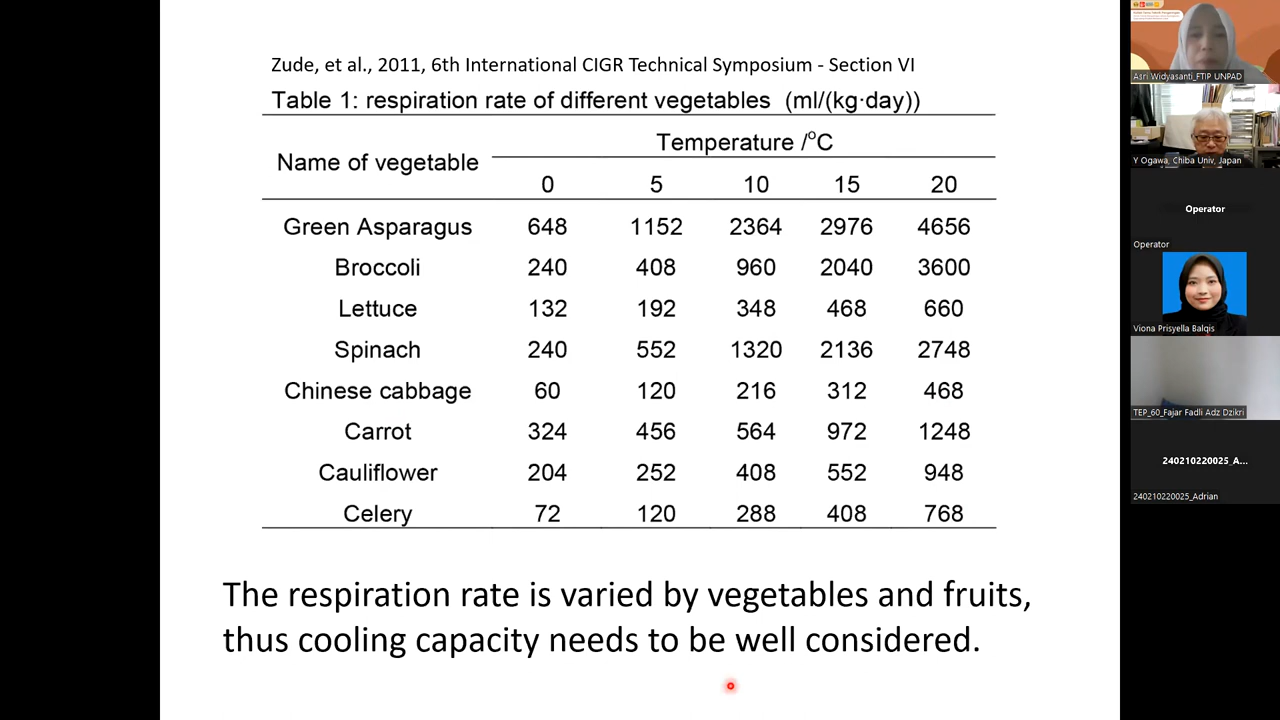 Zude, et al., 2011, 6th International CIGR Technical Symposium - Section VI
Table 1: respiration rate of different vegetables (ml/(kg·day))
Name of vegetable
Temperature /°C
0 5 10 15 20
Green Asparagus 648 1152 2364 2976 4656
Broccoli 240 408 960 2040 3600
Lettuce 132 192 348 468 660
Spinach 240 552 1320 2136 2748
Chinese cabbage 60 120 216 312 468
Carrot 324 456 564 972 1248
Cauliflower 204 252 408 552 948
Celery 72 120 288 408 768
The respiration rate is varied by vegetables and fruits,
thus cooling capacity needs to be well considered.
Asri Widyasanti_FTIP UNPAD
Y Ogawa, Chiba Univ, Japan
Operator
Operator
Viona Prisyella Balqis
TEP_60_Fajar Fadli Adz Dzikri
240210220025_A...
240210220025_Adrian